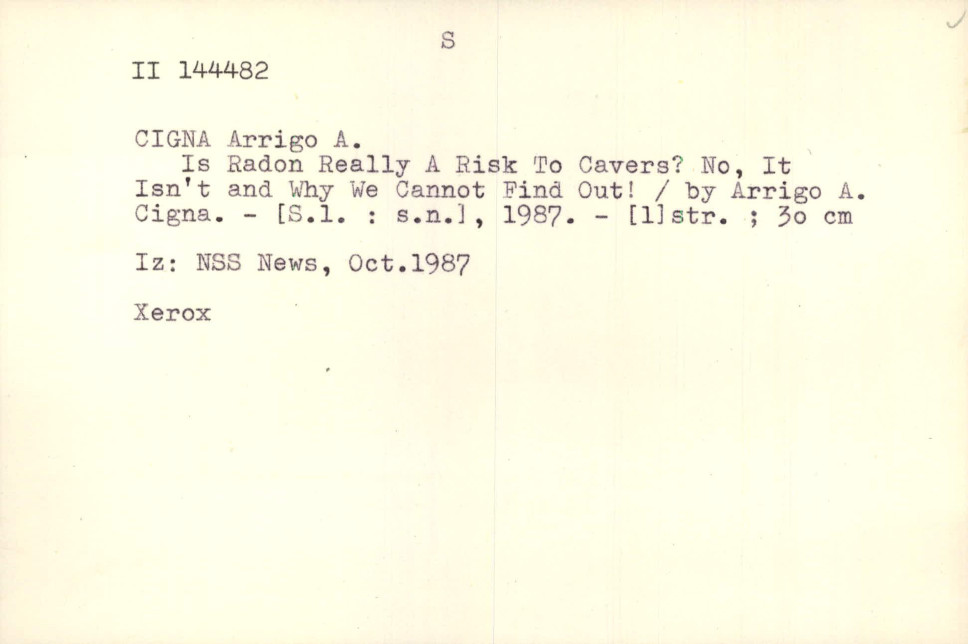 S
II 144482
CIGNA Arrigo A.
Is Radon Really A Risk To Cavers? No, It
Isn't and Why We Cannot Find Out! / by Arrigo A.
Cigna. - [S.l. : s.n.], 1987. - [1]str. ; 3o cm
Iz: NSS News, Oct.1987
Xerox